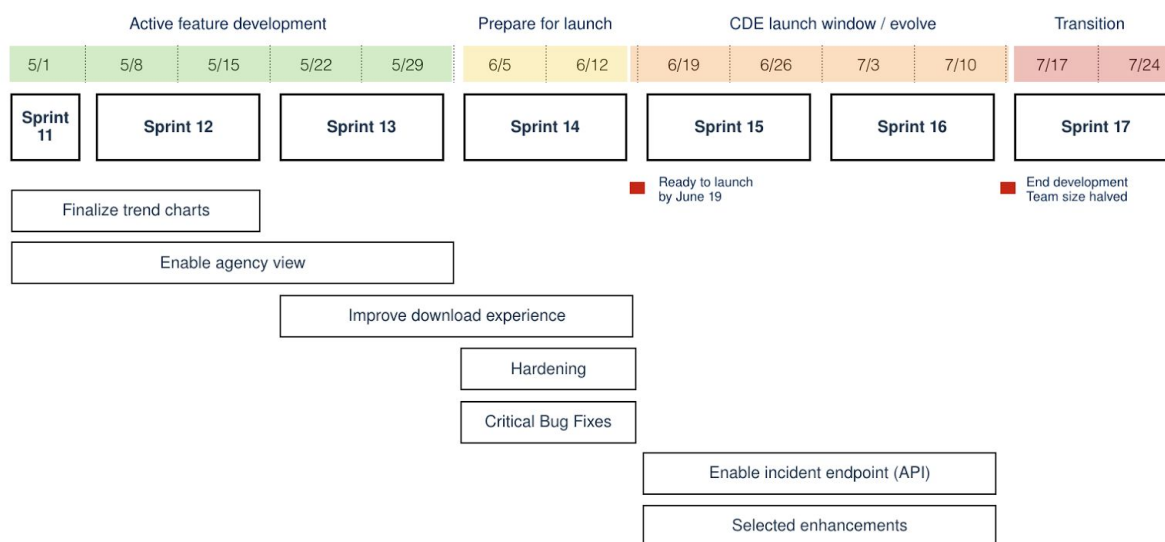 Active feature development
Prepare for launch
CDE launch window / evolve
Transition
5/1 5/8 5/15 5/22 5/29 6/5 6/12 6/19 6/26 7/3 7/10 7/17 7/24
Sprint
11
Sprint 12
Sprint 13
Sprint 14
Sprint 15
Sprint 16
Sprint 17
Ready to launch
by June 19
End development
Team size halved
Finalize trend charts
Enable agency view
Improve download experience
Hardening
Critical Bug Fixes
Enable incident endpoint (API)
Selected enhancements